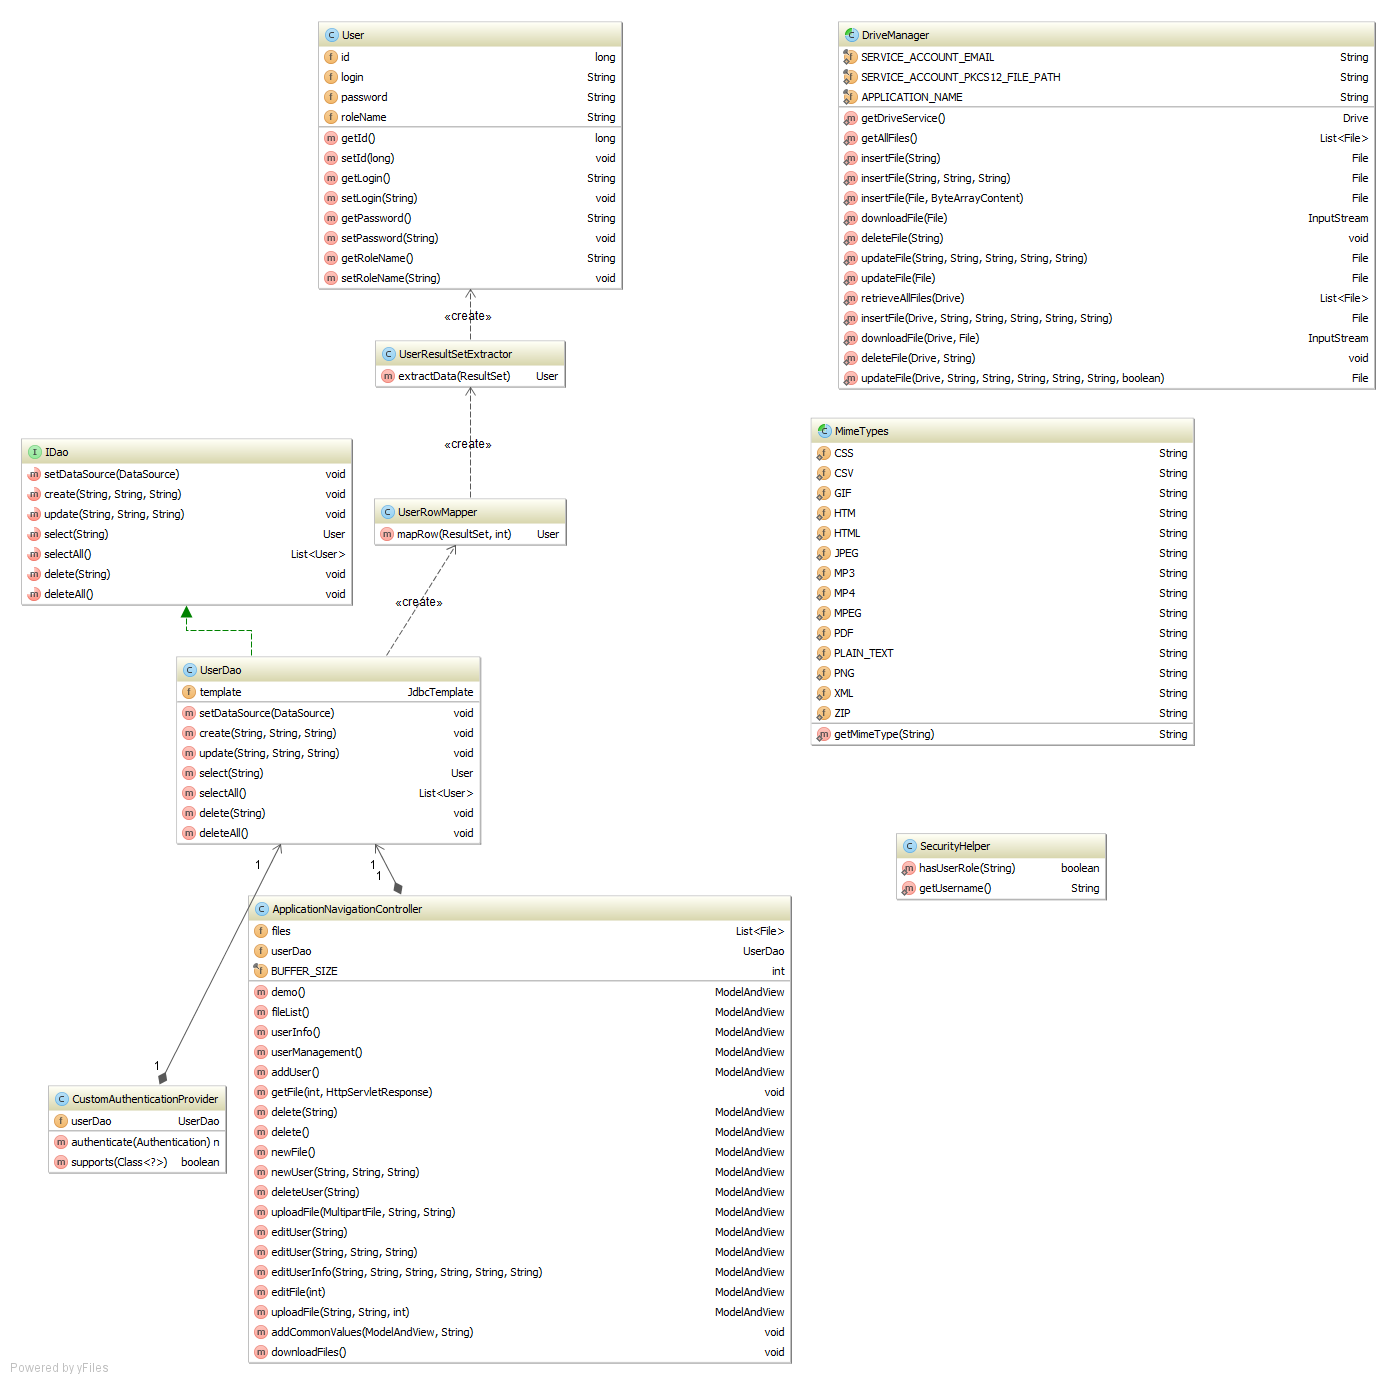 User
id long
login String
password String
roleName String
getId() long
setId(long) void
getLogin() String
setLogin(String) void
getPassword() String
setPassword(String) void
getRoleName() String
setRoleName(String) void
«create»
UserResultSetExtractor
extractData(ResultSet) User
«create»
UserRowMapper
mapRow(ResultSet, int) User
«create»
IDao
setDataSource(DataSource) void
create(String, String, String) void
update(String, String, String) void
select(String) User
selectAll() List<User>
delete(String) void
deleteAll() void
UserDao
template JdbcTemplate
setDataSource(DataSource) void
create(String, String, String) void
update(String, String, String) void
select(String) User
selectAll() List<User>
delete(String) void
deleteAll() void
1
1
1
1
ApplicationNavigationController
files List<File>
userDao UserDao
BUFFER_SIZE int
demo() ModelAndView
fileList() ModelAndView
userInfo() ModelAndView
userManagement() ModelAndView
addUser() ModelAndView
getFile(int, HttpServletResponse) void
delete(String) ModelAndView
delete() ModelAndView
newFile() ModelAndView
newUser(String, String, String) ModelAndView
deleteUser(String) ModelAndView
uploadFile(MultipartFile, String, String) ModelAndView
editUser(String) ModelAndView
editUser(String, String, String) ModelAndView
editUserInfo(String, String, String, String, String, String) ModelAndView
editFile(int) ModelAndView
uploadFile(String, String, int) ModelAndView
addCommonValues(ModelAndView, String) void
downloadFiles() void
CustomAuthenticationProvider
userDao UserDao
authenticate(Authentication) n
supports(Class<?>) boolean
DriveManager
SERVICE_ACCOUNT_EMAIL String
SERVICE_ACCOUNT_PKCS12_FILE_PATH String
APPLICATION_NAME String
getDriveService() Drive
getAllFiles() List<File>
insertFile(String) File
insertFile(String, String, String) File
insertFile(File, ByteArrayContent) File
downloadFile(File) InputStream
deleteFile(String) void
updateFile(String, String, String, String, String) File
updateFile(File) File
retrieveAllFiles(Drive) List<File>
insertFile(Drive, String, String, String, String, String) File
downloadFile(Drive, File) InputStream
deleteFile(Drive, String) void
updateFile(Drive, String, String, String, String, String, boolean) File
MimeTypes
CSS String
CSV String
GIF String
HTM String
HTML String
JPEG String
MP3 String
MP4 String
MPEG String
PDF String
PLAIN_TEXT String
PNG String
XML String
ZIP String
getMimeType(String) String
SecurityHelper
hasUserRole(String) boolean
getUsername() String
Powered by yFiles